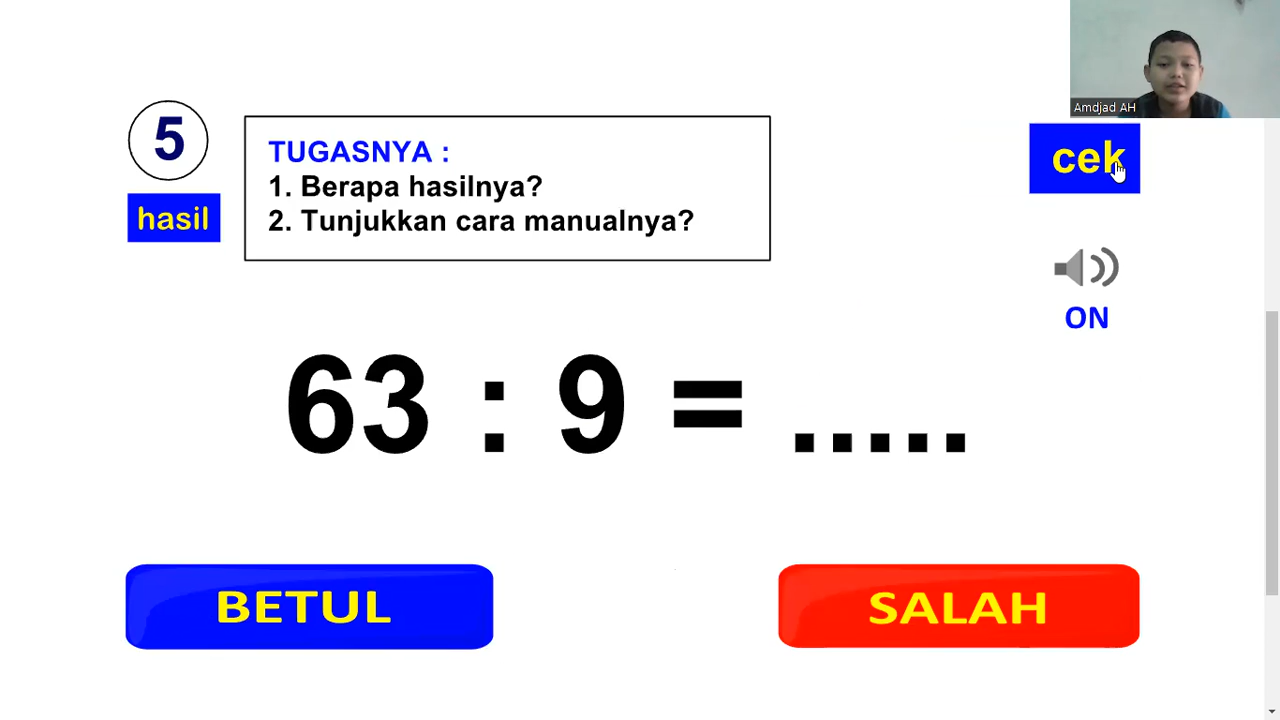 Amdjad AH
5
hasil
TUGASNYA :
1. Berapa hasilnya?
2. Tunjukkan cara manualnya?
cek
ON
63 : 9 = .....
BETUL
SALAH